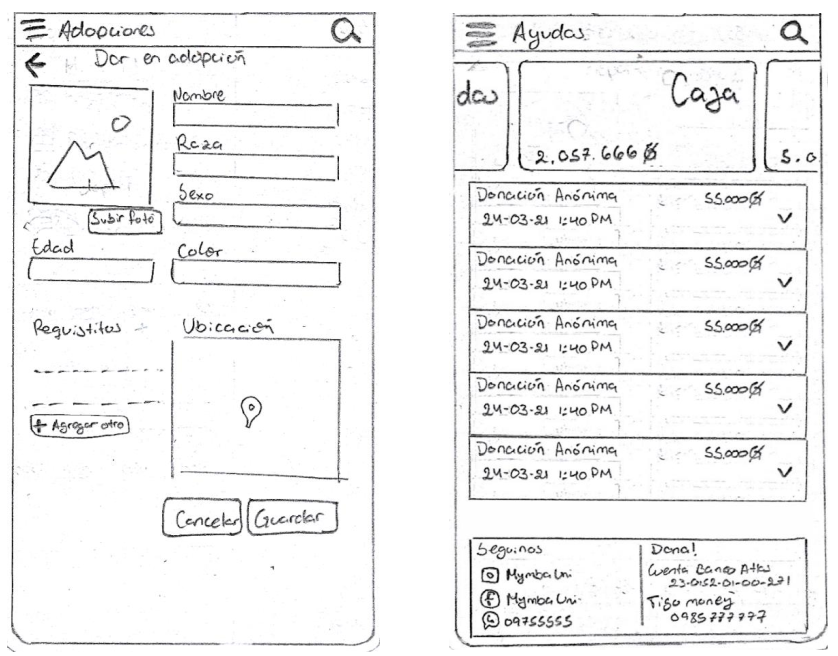 Adopciones
Dar en adopción
Nombre
Raza
Sexo
Subir foto
Edad
Color
Requistitos
Ubicación
+ Agregar otro
Cancelar
Guardar
Ayudas
das
Caja
2.057.666 ₲
5.0
Donación Anónima 55.000₲
24-03-21 1:40 PM
Donación Anónima 55.000₲
24-03-21 1:40 PM
Donación Anónima 55.000₲
24-03-21 1:40 PM
Donación Anónima 55.000₲
24-03-21 1:40 PM
Donación Anónima 55.000₲
24-03-21 1:40 PM
Seguinos
Mymba Uni
Mymba Uni
09755555
Dona!
Cuenta Banco Atlas
23-0152-01-00-271
Tigo money
0985777777